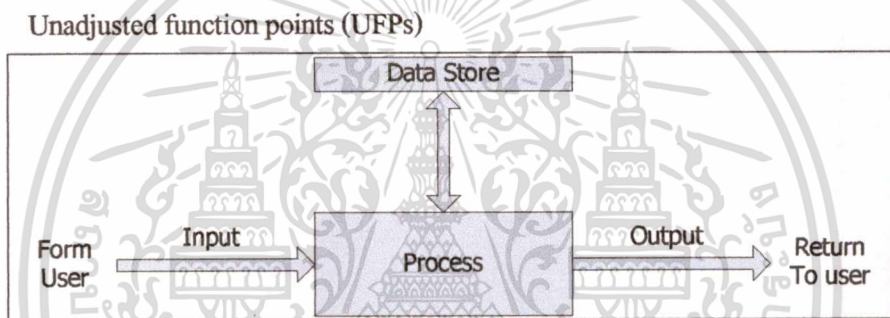 Unadjusted function points (UFPs)
Data Store
Form
User
Input
Process
Output
Return
To user